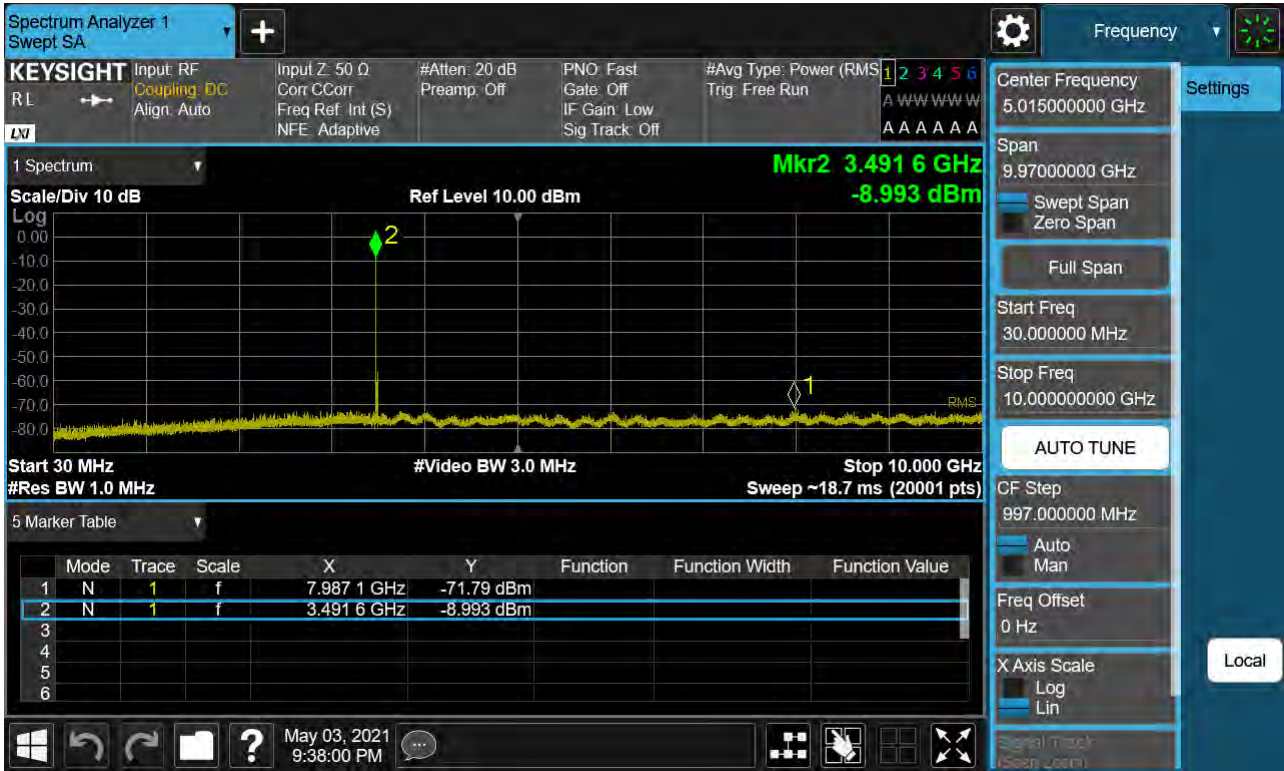 Spectrum Analyzer 1
Swept SA
+
Frequency
KEYSIGHT
RL
LXI
Input: RF
Coupling: DC
Align: Auto
Input Z: 50 Ω
Corr CCorr
Freq Ref: Int (S)
NFE: Adaptive
#Atten: 20 dB
Preamp: Off
PNO: Fast
Gate: Off
IF Gain: Low
Sig Track: Off
#Avg Type: Power (RMS
Trig: Free Run
1 2 3 4 5 6
A W W W W W
A A A A A A
1 Spectrum
Mkr2 3.491 6 GHz
Scale/Div 10 dB
Ref Level 10.00 dBm
-8.993 dBm
Log
0.00
-10.0
-20.0
-30.0
-40.0
-50.0
-60.0
-70.0
-80.0
2
1
RMS
Start 30 MHz
#Video BW 3.0 MHz
Stop 10.000 GHz
#Res BW 1.0 MHz
Sweep ~18.7 ms (20001 pts)
5 Marker Table
Mode Trace Scale X Y Function Function Width Function Value
1 N 1 f 7.987 1 GHz -71.79 dBm
2 N 1 f 3.491 6 GHz -8.993 dBm
3
4
5
6
Center Frequency
5.015000000 GHz
Settings
Span
9.97000000 GHz
Swept Span
Zero Span
Full Span
Start Freq
30.000000 MHz
Stop Freq
10.000000000 GHz
AUTO TUNE
CF Step
997.000000 MHz
Auto
Man
Freq Offset
0 Hz
X Axis Scale
Log
Lin
Local
Signal Track
(Span Zoom)
?
May 03, 2021
9:38:00 PM